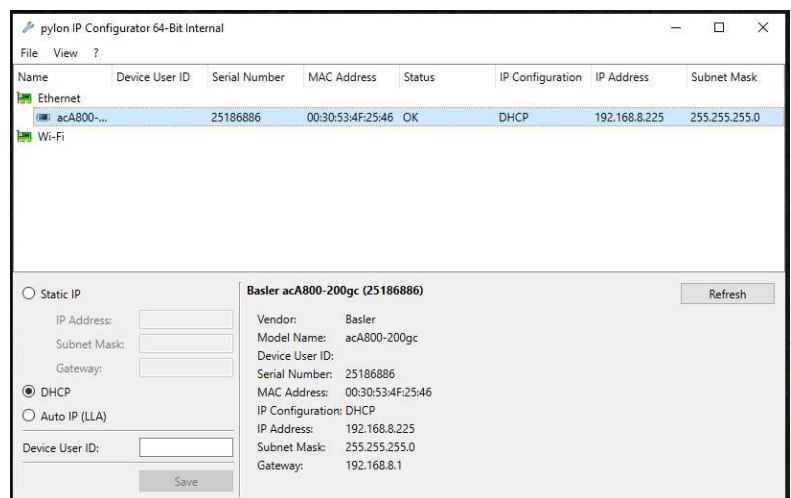 pylon IP Configurator 64-Bit Internal
File View ?
Name Device User ID Serial Number MAC Address Status IP Configuration IP Address Subnet Mask
Ethernet
acA800-... 25186886 00:30:53:4F:25:46 OK DHCP 192.168.8.225 255.255.255.0
Wi-Fi
Static IP
IP Address:
Subnet Mask:
Gateway:
DHCP
Auto IP (LLA)
Device User ID:
Save
Basler acA800-200gc (25186886)
Refresh
Vendor: Basler
Model Name: acA800-200gc
Device User ID:
Serial Number: 25186886
MAC Address: 00:30:53:4F:25:46
IP Configuration: DHCP
IP Address: 192.168.8.225
Subnet Mask: 255.255.255.0
Gateway: 192.168.8.1